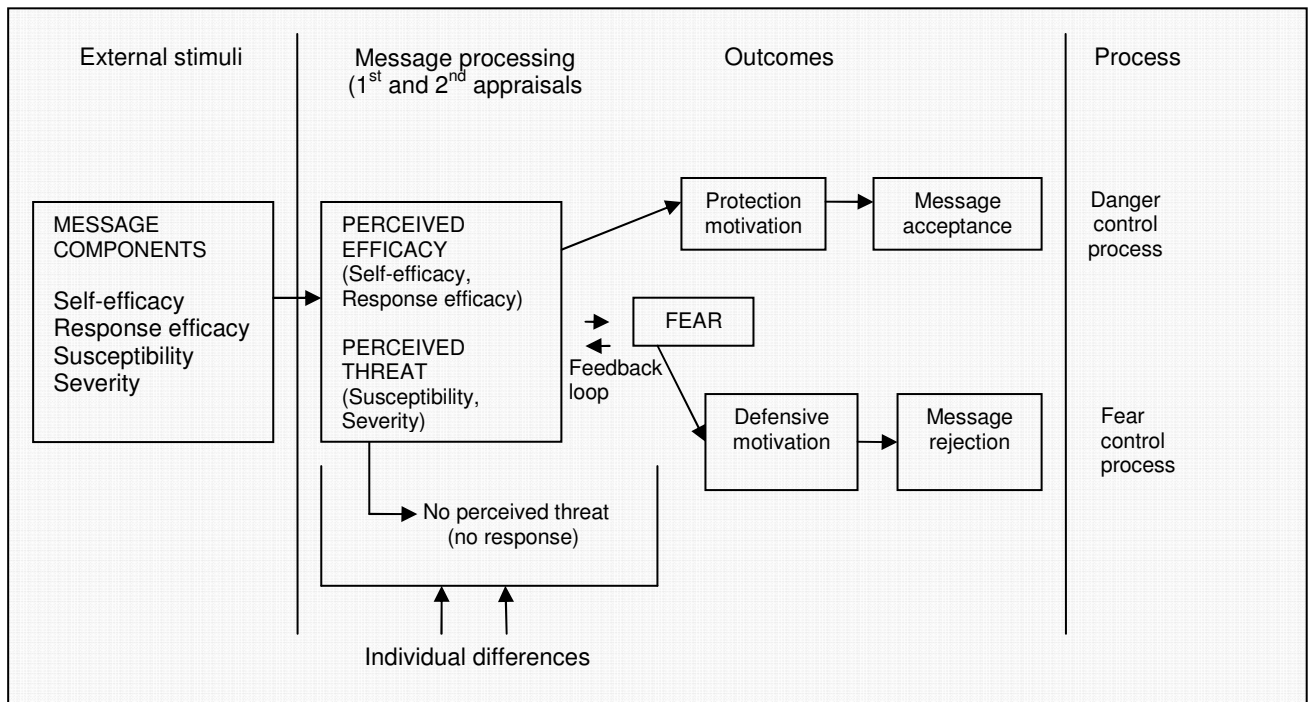 External stimuli
Message processing
(1st and 2nd appraisals
Outcomes
Process
MESSAGE
COMPONENTS
Self-efficacy
Response efficacy
Susceptibility
Severity
PERCEIVED
EFFICACY
(Self-efficacy,
Response efficacy)
PERCEIVED
THREAT
(Susceptibility,
Severity)
No perceived threat
(no response)
Individual differences
Feedback
loop
Protection
motivation
Message
acceptance
FEAR
Defensive
motivation
Message
rejection
Danger
control
process
Fear
control
process